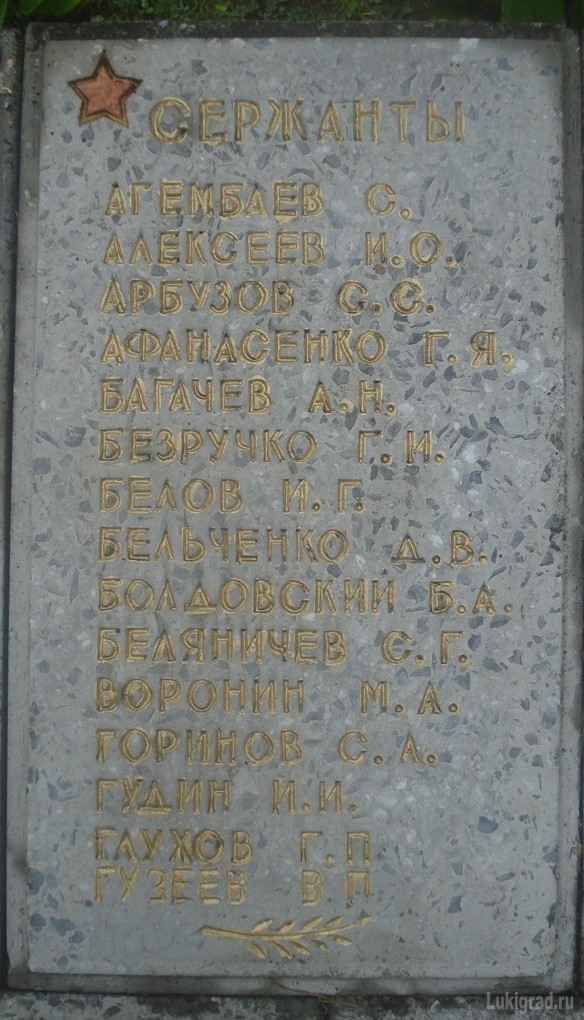 СЕРЖАНТЫ
АГЕМБАЕВ С.
АЛЕКСЕЕВ И.О.
АРБУЗОВ С.С.
АФАНАСЕНКО Г.Я.
БАГАЧЕВ А.Н.
БЕЗРУЧКО Г.И.
БЕЛОВ И.Г.
БЕЛЬЧЕНКО Д.В.
БОЛДОВСКИЙ Б.А.
БЕЛЯНИЧЕВ С.Г.
ВОРОНИН М.А.
ГОРИНОВ С.А.
ГУДИН И.И.
ГЛУХОВ Г.П
ГУЗЕЕВ В П
Lukigrad.ru